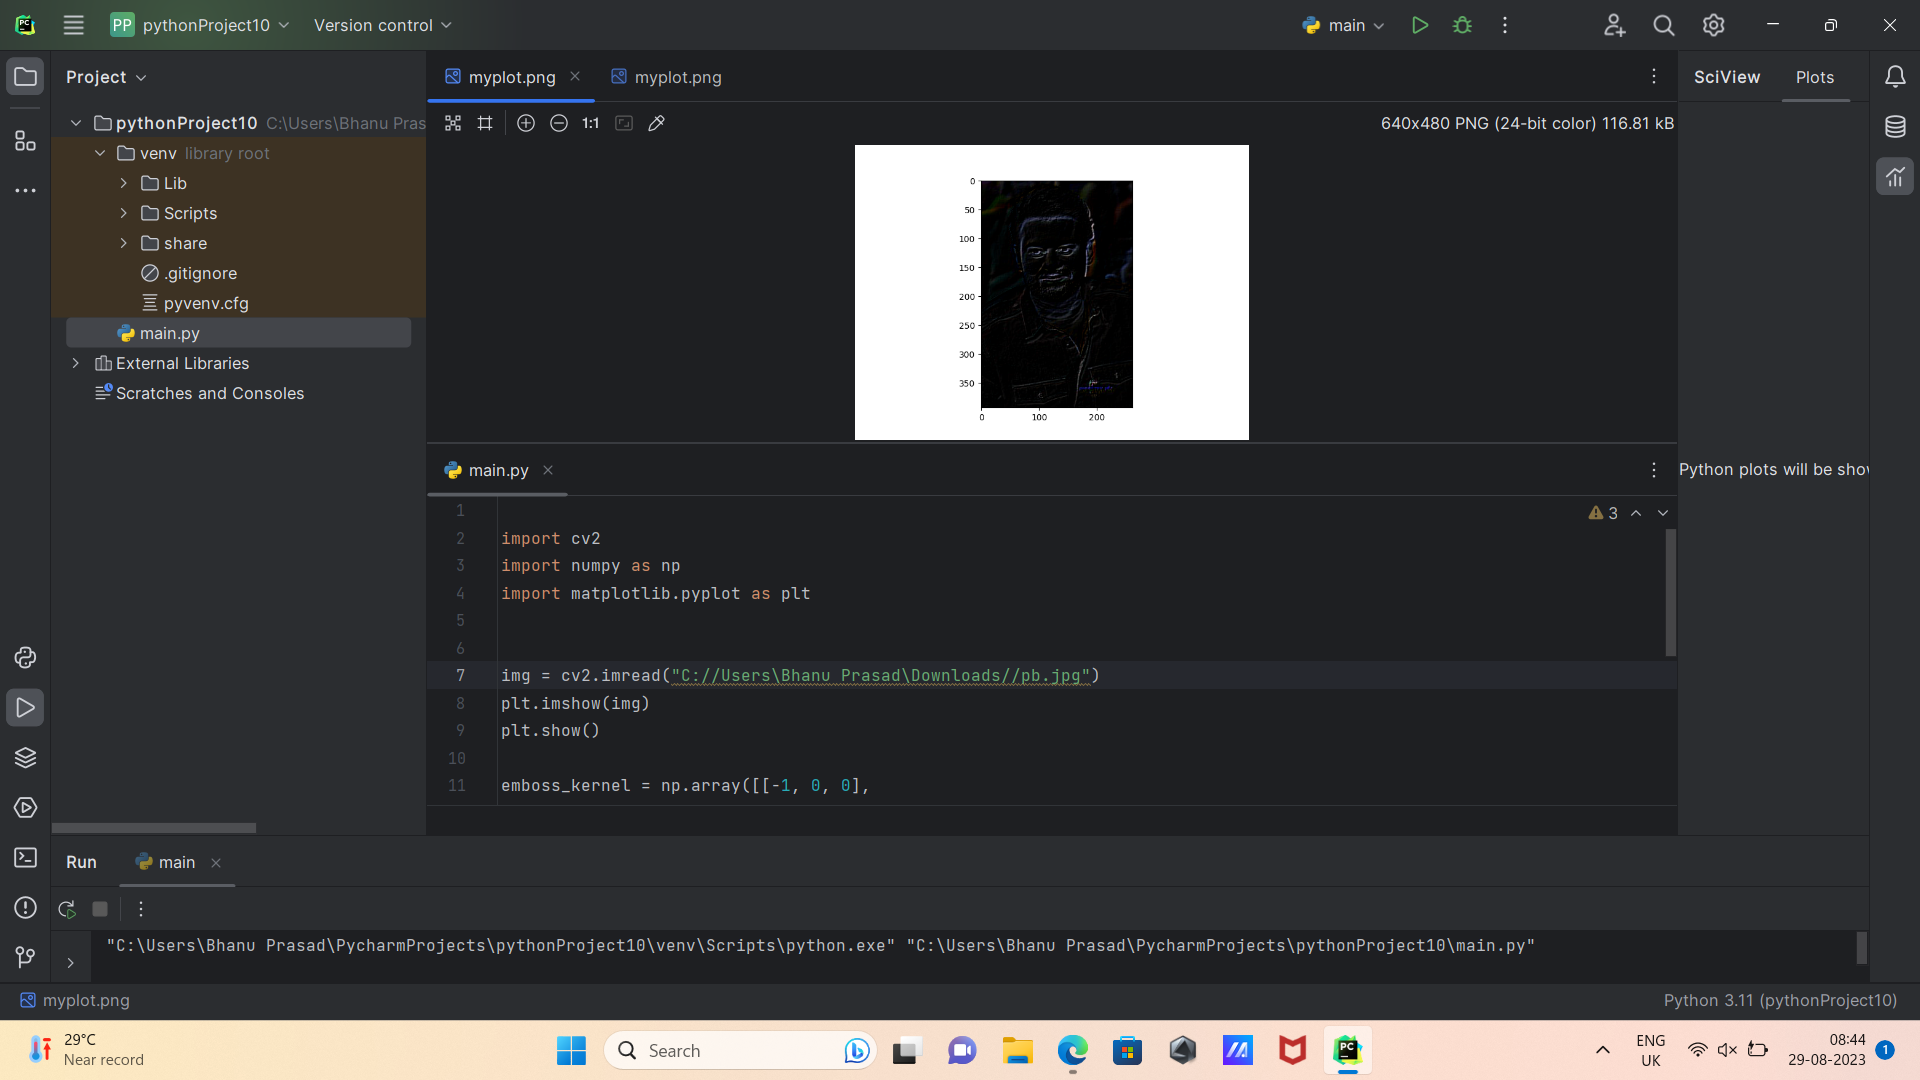 PP pythonProject10
Version control
main
Project
myplot.png
myplot.png
SciView
Plots
pythonProject10 C:\Users\Bhanu Pras
venv library root
Lib
Scripts
share
.gitignore
pyvenv.cfg
main.py
External Libraries
Scratches and Consoles
1:1
640x480 PNG (24-bit color) 116.81 kB
0
50
100
150
200
250
300
350
0 100 200
main.py
Python plots will be show
3
1
2 import cv2
3 import numpy as np
4 import matplotlib.pyplot as plt
5
6
7 img = cv2.imread("C://Users\Bhanu Prasad\Downloads//pb.jpg")
8 plt.imshow(img)
9 plt.show()
10
11 emboss_kernel = np.array([[-1, 0, 0],
Run
main
"C:\Users\Bhanu Prasad\PycharmProjects\pythonProject10\venv\Scripts\python.exe" "C:\Users\Bhanu Prasad\PycharmProjects\pythonProject10\main.py"
myplot.png
Python 3.11 (pythonProject10)
29°C
Near record
Search
PC
ENG
UK
08:44
29-08-2023
1